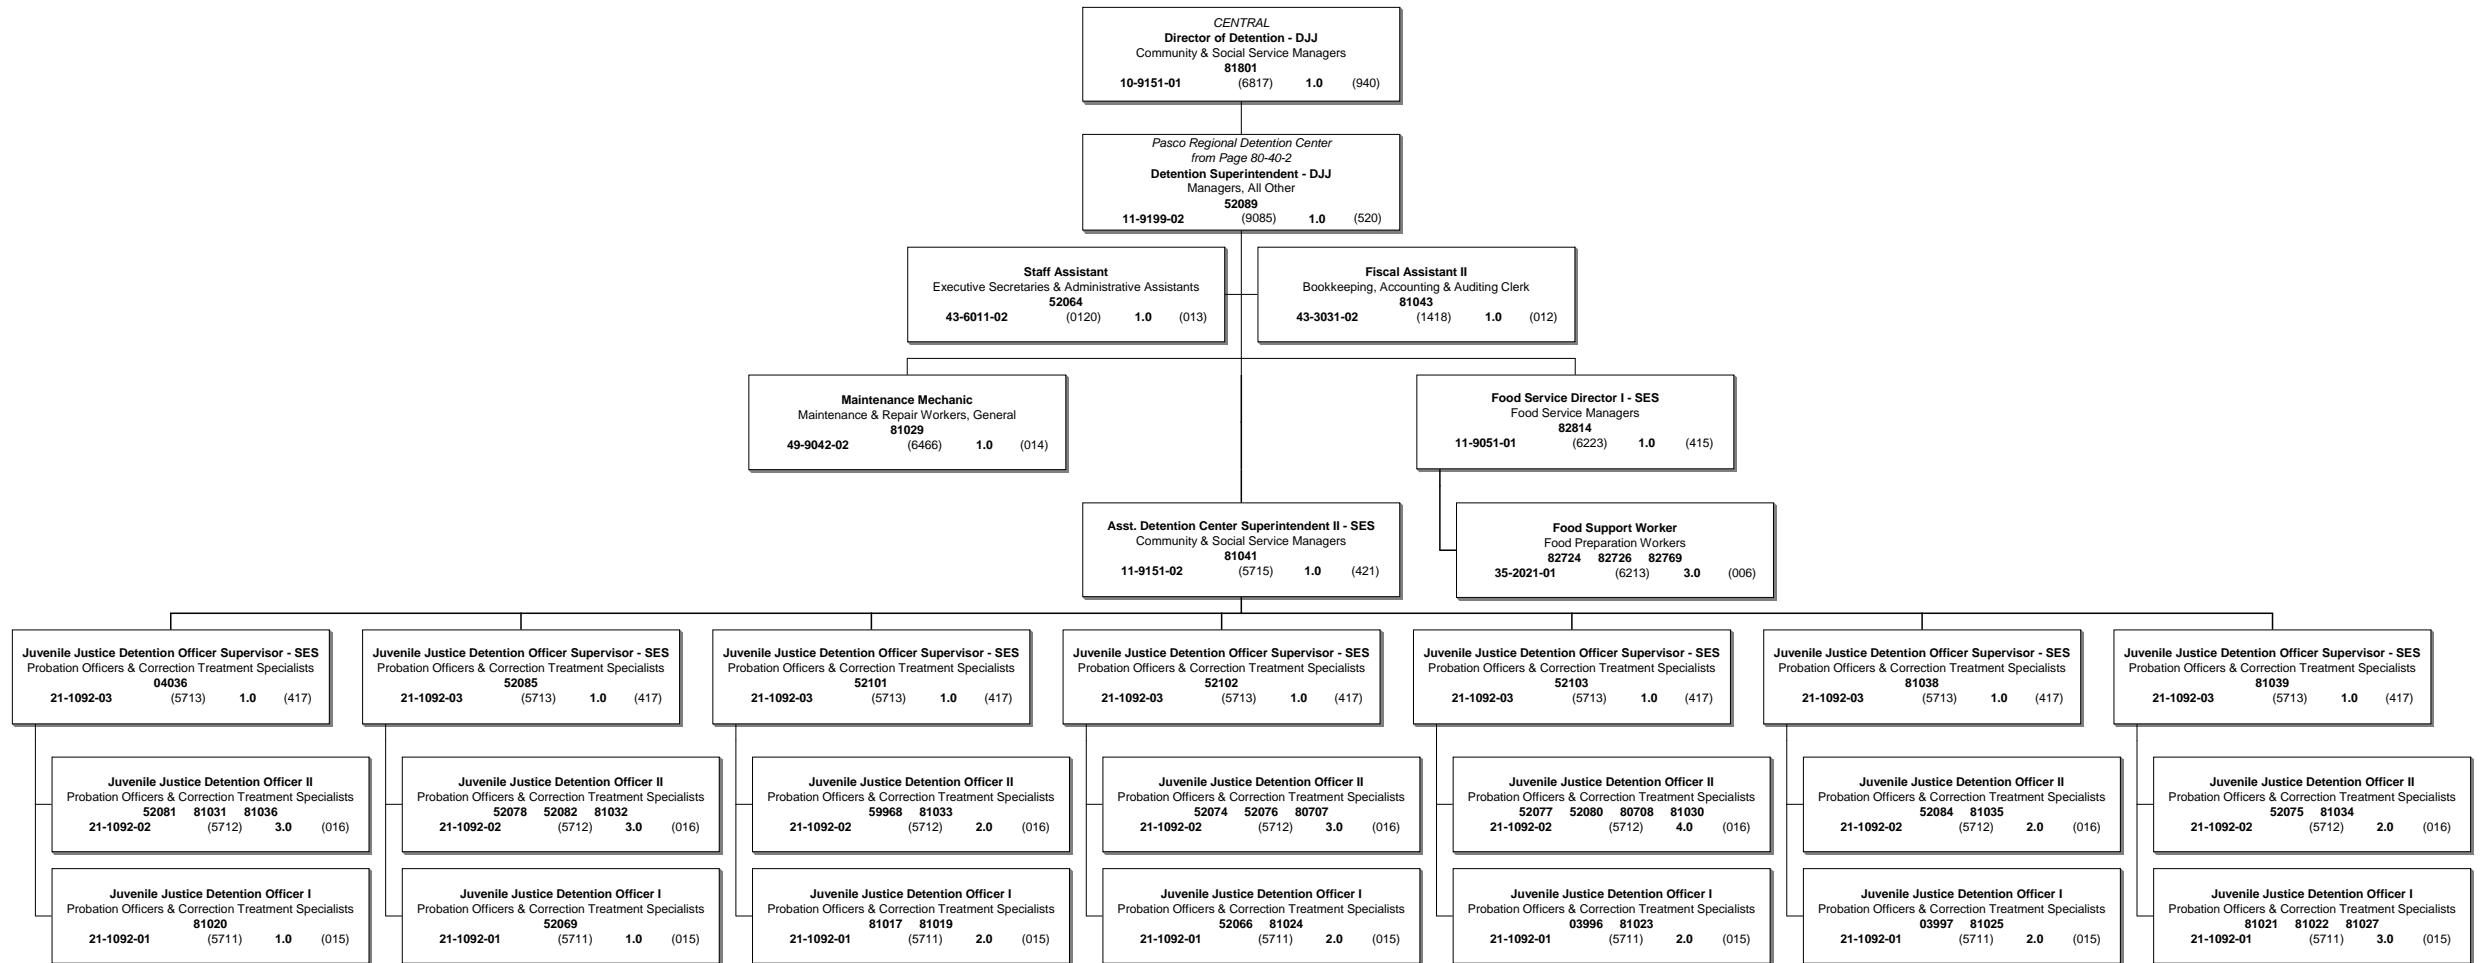 CENTRAL
Director of Detention - DJJ
Community & Social Service Managers
81801
10-9151-01 (6817) 1.0 (940)
Pasco Regional Detention Center
from Page 80-40-2
Detention Superintendent - DJJ
Managers, All Other
52089
11-9199-02 (9085) 1.0 (520)
Staff Assistant
Executive Secretaries & Administrative Assistants
52064
43-6011-02 (0120) 1.0 (013)
Fiscal Assistant II
Bookkeeping, Accounting & Auditing Clerk
81043
43-3031-02 (1418) 1.0 (012)
Maintenance Mechanic
Maintenance & Repair Workers, General
81029
49-9042-02 (6466) 1.0 (014)
Food Service Director I - SES
Food Service Managers
82814
11-9051-01 (6223) 1.0 (415)
Asst. Detention Center Superintendent II - SES
Community & Social Service Managers
81041
11-9151-02 (5715) 1.0 (421)
Food Support Worker
Food Preparation Workers
82724 82726 82769
35-2021-01 (6213) 3.0 (006)
Juvenile Justice Detention Officer Supervisor - SES
Probation Officers & Correction Treatment Specialists
04036
21-1092-03 (5713) 1.0 (417)
Juvenile Justice Detention Officer Supervisor - SES
Probation Officers & Correction Treatment Specialists
52085
21-1092-03 (5713) 1.0 (417)
Juvenile Justice Detention Officer Supervisor - SES
Probation Officers & Correction Treatment Specialists
52101
21-1092-03 (5713) 1.0 (417)
Juvenile Justice Detention Officer Supervisor - SES
Probation Officers & Correction Treatment Specialists
52102
21-1092-03 (5713) 1.0 (417)
Juvenile Justice Detention Officer Supervisor - SES
Probation Officers & Correction Treatment Specialists
52103
21-1092-03 (5713) 1.0 (417)
Juvenile Justice Detention Officer Supervisor - SES
Probation Officers & Correction Treatment Specialists
81038
21-1092-03 (5713) 1.0 (417)
Juvenile Justice Detention Officer Supervisor - SES
Probation Officers & Correction Treatment Specialists
81039
21-1092-03 (5713) 1.0 (417)
Juvenile Justice Detention Officer II
Probation Officers & Correction Treatment Specialists
52081 81031 81036
21-1092-02 (5712) 3.0 (016)
Juvenile Justice Detention Officer II
Probation Officers & Correction Treatment Specialists
52078 52082 81032
21-1092-02 (5712) 3.0 (016)
Juvenile Justice Detention Officer II
Probation Officers & Correction Treatment Specialists
59968 81033
21-1092-02 (5712) 2.0 (016)
Juvenile Justice Detention Officer II
Probation Officers & Correction Treatment Specialists
52074 52076 80707
21-1092-02 (5712) 3.0 (016)
Juvenile Justice Detention Officer II
Probation Officers & Correction Treatment Specialists
52077 52080 80708 81030
21-1092-02 (5712) 4.0 (016)
Juvenile Justice Detention Officer II
Probation Officers & Correction Treatment Specialists
52084 81035
21-1092-02 (5712) 2.0 (016)
Juvenile Justice Detention Officer II
Probation Officers & Correction Treatment Specialists
52075 81034
21-1092-02 (5712) 2.0 (016)
Juvenile Justice Detention Officer I
Probation Officers & Correction Treatment Specialists
81020
21-1092-01 (5711) 1.0 (015)
Juvenile Justice Detention Officer I
Probation Officers & Correction Treatment Specialists
52069
21-1092-01 (5711) 1.0 (015)
Juvenile Justice Detention Officer I
Probation Officers & Correction Treatment Specialists
81017 81019
21-1092-01 (5711) 2.0 (015)
Juvenile Justice Detention Officer I
Probation Officers & Correction Treatment Specialists
52066 81024
21-1092-01 (5711) 2.0 (015)
Juvenile Justice Detention Officer I
Probation Officers & Correction Treatment Specialists
03996 81023
21-1092-01 (5711) 2.0 (015)
Juvenile Justice Detention Officer I
Probation Officers & Correction Treatment Specialists
03997 81025
21-1092-01 (5711) 2.0 (015)
Juvenile Justice Detention Officer I
Probation Officers & Correction Treatment Specialists
81021 81022 81027
21-1092-01 (5711) 3.0 (015)